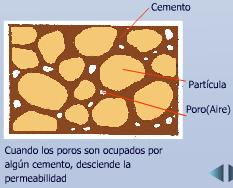 Cemento
Partícula
Poro(Aire)
Cuando los poros son ocupados por
algún cemento, desciende la
permeabilidad